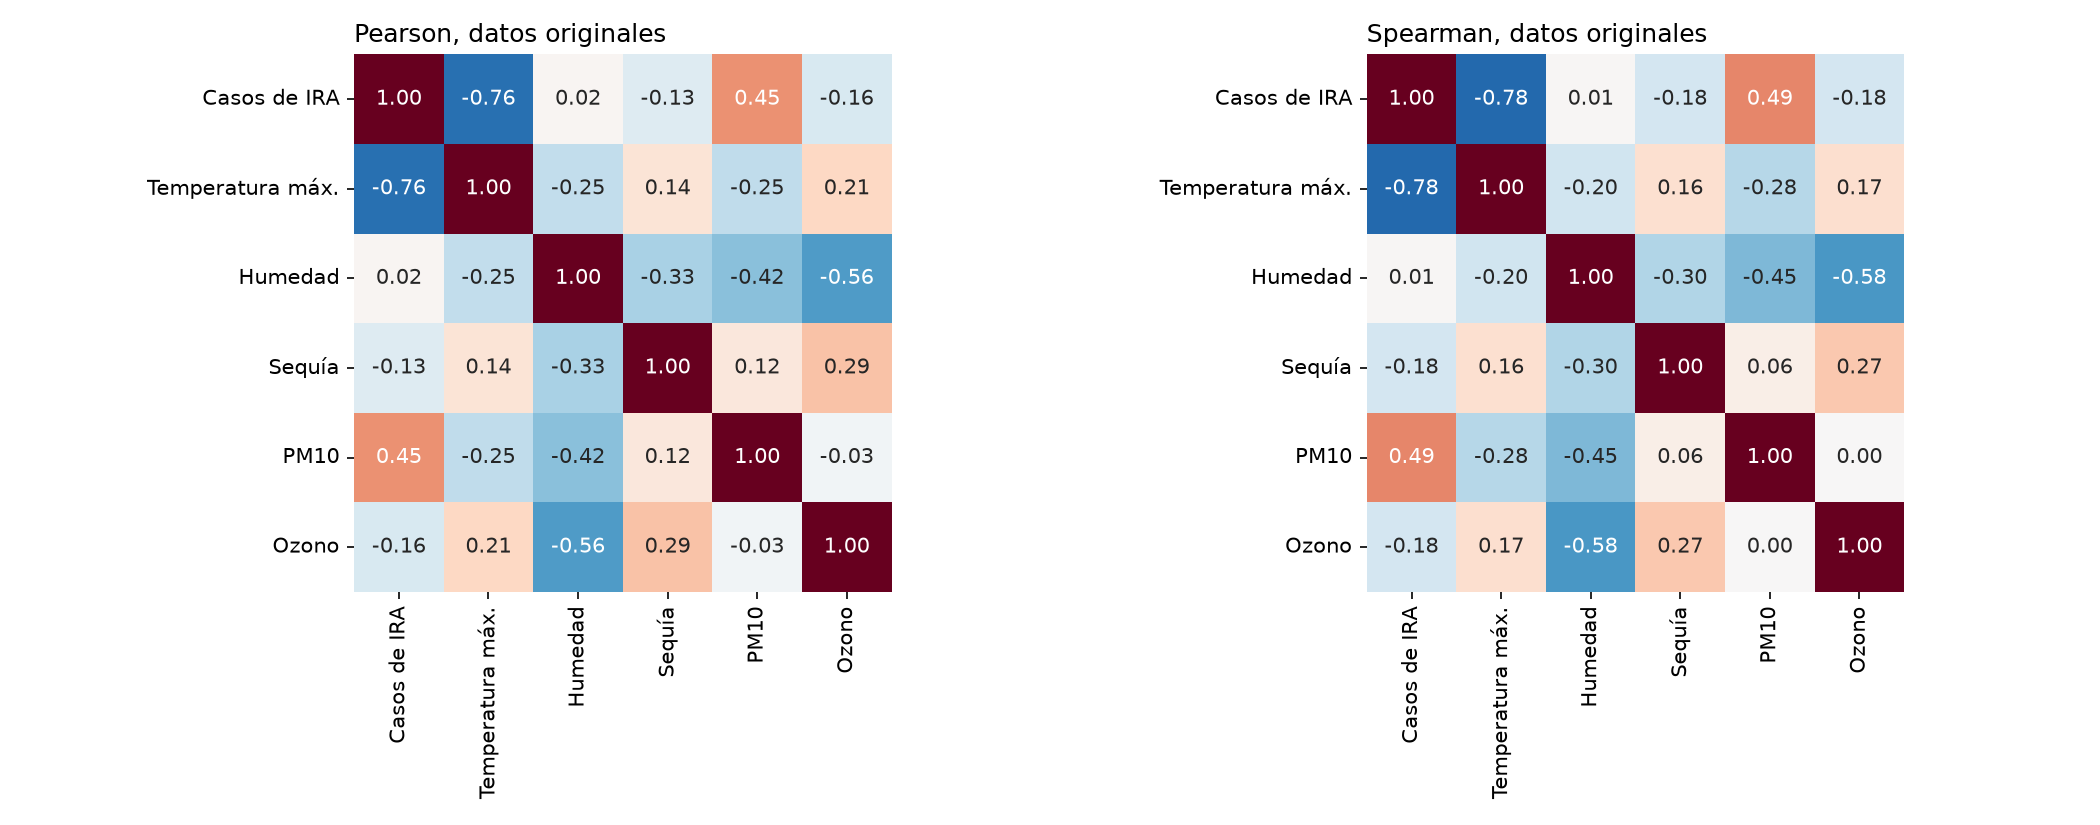 Pearson, datos originales
Casos de IRA 1.00 -0.76 0.02 -0.13 0.45 -0.16
Temperatura máx. -0.76 1.00 -0.25 0.14 -0.25 0.21
Humedad 0.02 -0.25 1.00 -0.33 -0.42 -0.56
Sequía -0.13 0.14 -0.33 1.00 0.12 0.29
PM10 0.45 -0.25 -0.42 0.12 1.00 -0.03
Ozono -0.16 0.21 -0.56 0.29 -0.03 1.00
Casos de IRA
Temperatura máx.
Humedad
Sequía
PM10
Ozono
Spearman, datos originales
Casos de IRA 1.00 -0.78 0.01 -0.18 0.49 -0.18
Temperatura máx. -0.78 1.00 -0.20 0.16 -0.28 0.17
Humedad 0.01 -0.20 1.00 -0.30 -0.45 -0.58
Sequía -0.18 0.16 -0.30 1.00 0.06 0.27
PM10 0.49 -0.28 -0.45 0.06 1.00 0.00
Ozono -0.18 0.17 -0.58 0.27 0.00 1.00
Casos de IRA
Temperatura máx.
Humedad
Sequía
PM10
Ozono